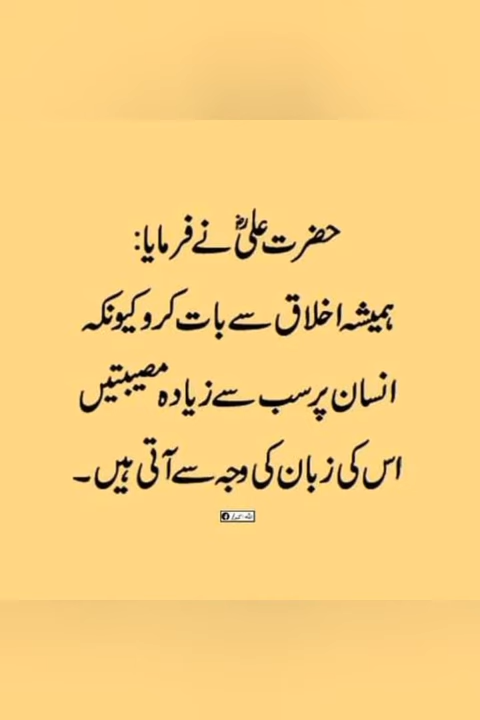 حضرت علیؓ نے فرمایا:
ہمیشہ اخلاق سے بات کرو کیونکہ
انسان پر سب سے زیادہ مصیبتیں
اس کی زبان کی وجہ سے آتی ہیں۔